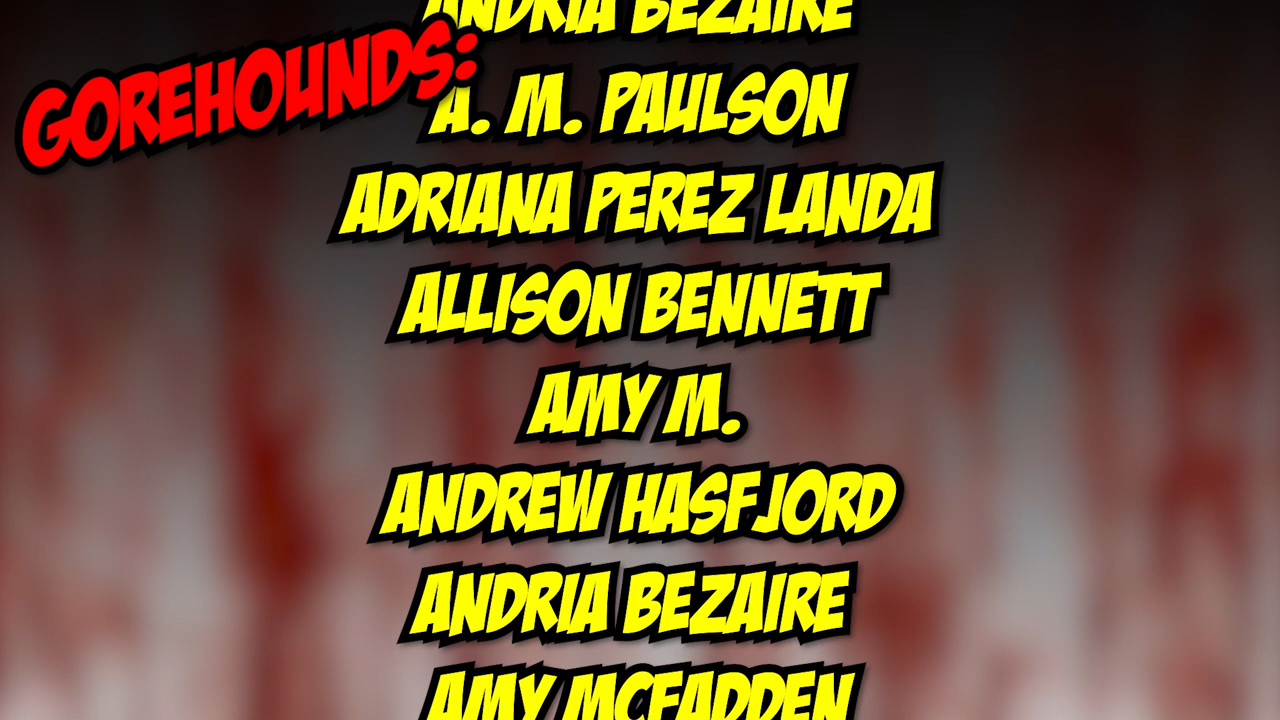 ANDRIA BEZAIRE
GOREHOUNDS:
A. M. PAULSON
ADRIANA PEREZ LANDA
ALLISON BENNETT
AMY M.
ANDREW HASFJORD
ANDRIA BEZAIRE
AMY MCFADDEN